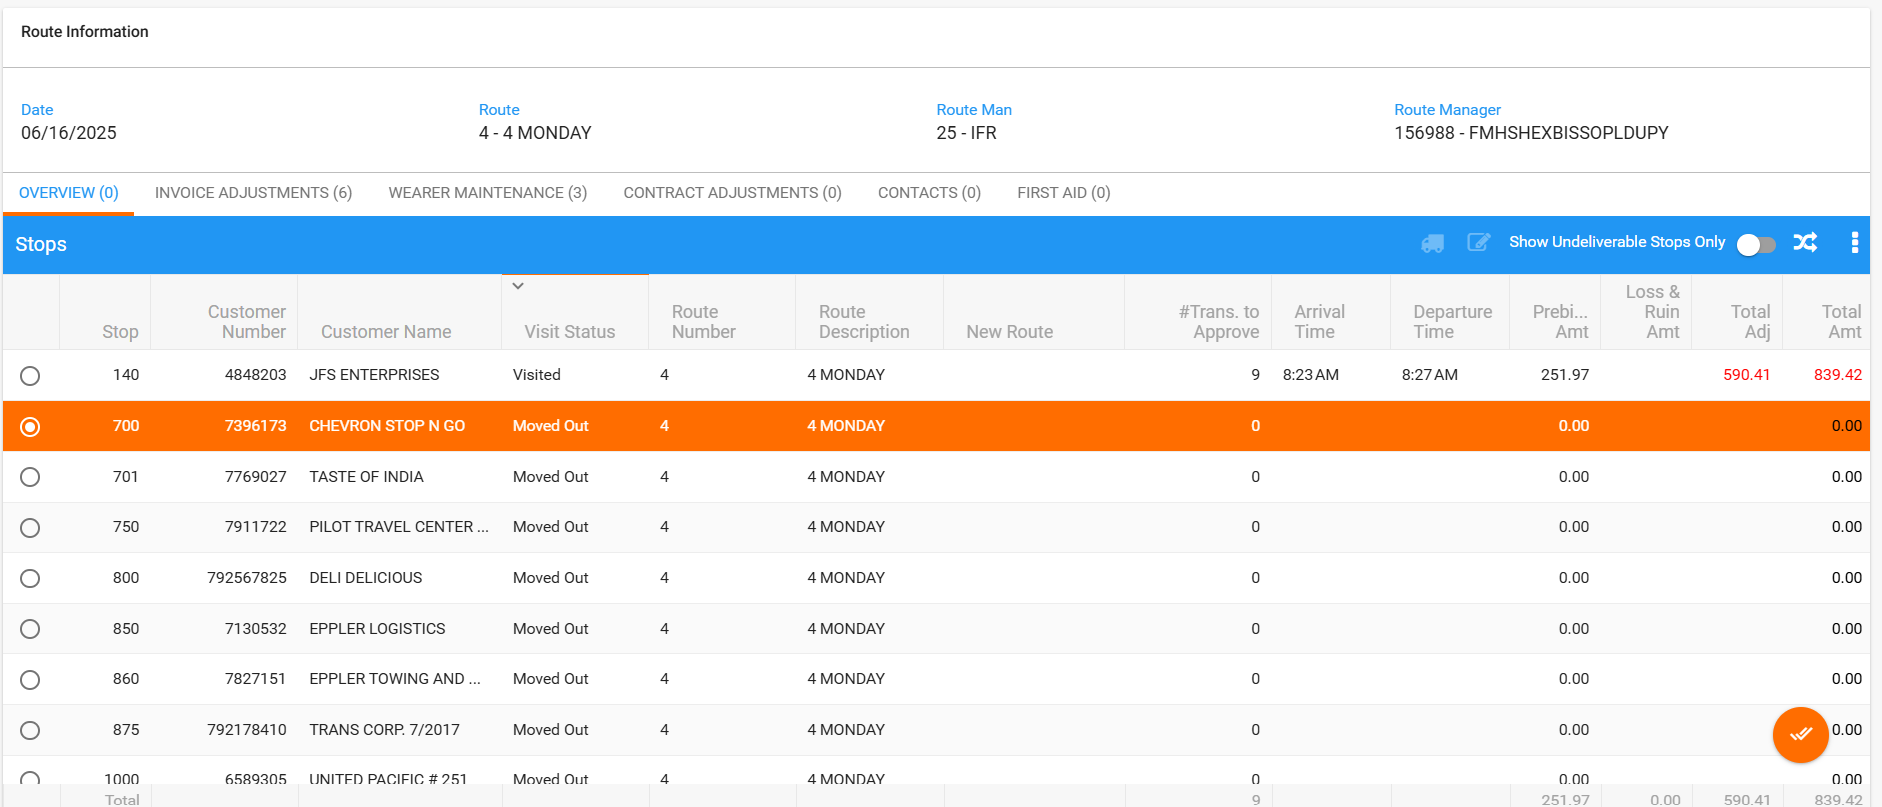 Route Information
Date Route Route Man Route Manager
06/16/2025 4 - 4 MONDAY 25 - IFR 156988 - FMHSHEXBISSOPLDUPY
OVERVIEW (0) INVOICE ADJUSTMENTS (6) WEARER MAINTENANCE (3) CONTRACT ADJUSTMENTS (0) CONTACTS (0) FIRST AID (0)
Stops Show Undeliverable Stops Only
Stop Customer Number Customer Name Visit Status Route Number Route Description New Route #Trans. to Approve Arrival Time Departure Time Prebi... Amt Loss & Ruin Amt Total Adj Total Amt
140 4848203 JFS ENTERPRISES Visited 4 4 MONDAY 9 8:23 AM 8:27 AM 251.97 590.41 839.42
700 7396173 CHEVRON STOP N GO Moved Out 4 4 MONDAY 0 0.00 0.00
701 7769027 TASTE OF INDIA Moved Out 4 4 MONDAY 0 0.00 0.00
750 7911722 PILOT TRAVEL CENTER ... Moved Out 4 4 MONDAY 0 0.00 0.00
800 792567825 DELI DELICIOUS Moved Out 4 4 MONDAY 0 0.00 0.00
850 7130532 EPPLER LOGISTICS Moved Out 4 4 MONDAY 0 0.00 0.00
860 7827151 EPPLER TOWING AND ... Moved Out 4 4 MONDAY 0 0.00 0.00
875 792178410 TRANS CORP. 7/2017 Moved Out 4 4 MONDAY 0 0.00 0.00
1000 6589305 UNITED PACIFIC # 251 Moved Out 4 4 MONDAY 0 0.00 0.00
Total 9 251.97 0.00 590.41 839.42